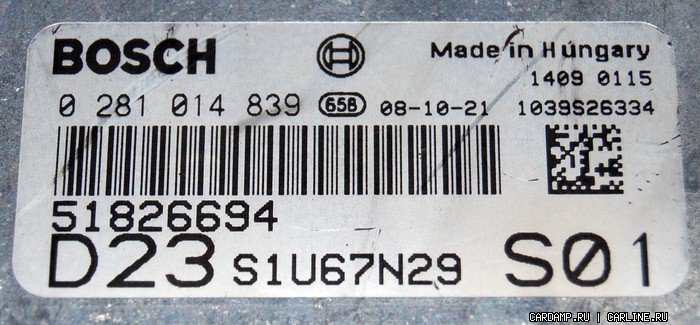 BOSCH Made in Hungary
1409 0115
0 281 014 839 658 08-10-21 1039S26334
51826694
D23 S1U67N29 S01
CARDAMP.RU | CARLINE.RU